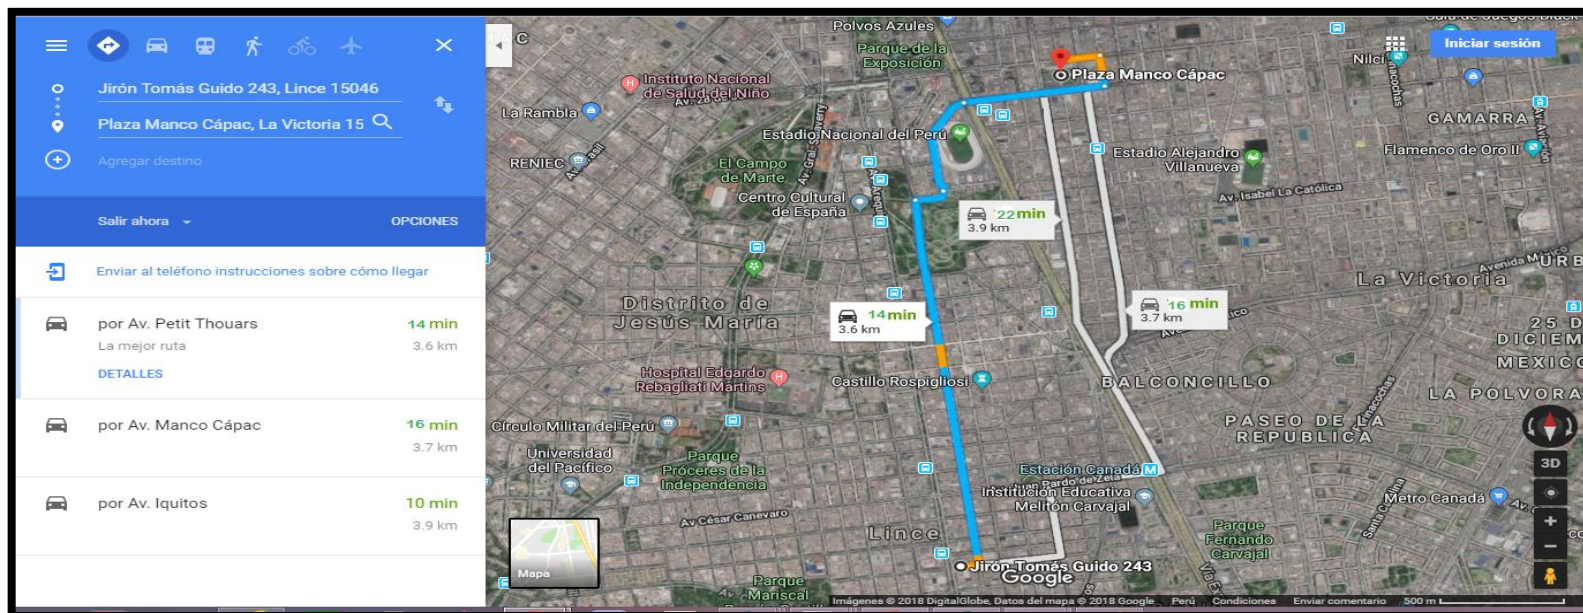 Jirón Tomás Guido 243, Lince 15046
Plaza Manco Cápac, La Victoria 15
Agregar destino
Salir ahora
OPCIONES
Enviar al teléfono instrucciones sobre cómo llegar
por Av. Petit Thouars
14 min
La mejor ruta
3.6 km
DETALLES
por Av. Manco Cápac
16 min
3.7 km
por Av. Iquitos
10 min
3.9 km
C
Polvos Azules
Parque de la
Exposición
Instituto Nacional
de Salud del Niño
La Rambla
RENIEC
Estadio Nacional del Perú
El Campo
de Marte
Centro Cultural
de España
Plaza Manco Cápac
Iniciar sesión
GAMARRA
Estadio Alejandro
Villanueva
Flamenco de Oro II
Av. Isabel La Católica
22 min
3.9 km
La Victoria
14 min
3.6 km
16 min
3.7 km
Distrito de
Jesús María
Hospital Edgardo
Rebagliati Martins
Castillo Rospigliosi
BALCONCILLO
MEXICO
LA POLVORA
PASEO DE LA
REPUBLICA
Círculo Militar del Perú
Universidad
del Pacífico
Parque
Próceres de la
Independencia
Estación Canadá
M
Institución Educativa
Melitón Carvajal
Metro Canadá
3D
Av César Canevaro
Lince
Parque
Fernando
Carvajal
Jirón Tomás Guido 243
Google
Mapa
Parque
Mariscal
Imágenes © 2018 DigitalGlobe, Datos del mapa © 2018 Google
Perú
Condiciones
Enviar comentario
500 m